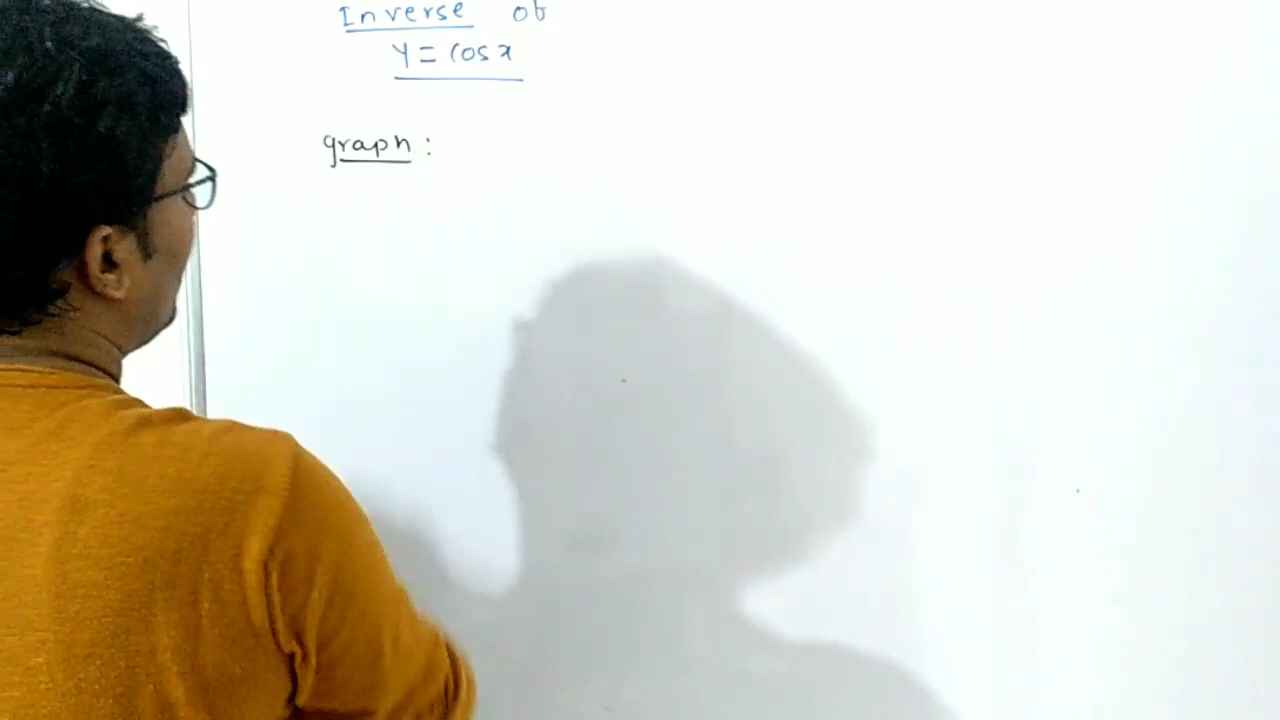 Inverse of
y = cos x
graph :